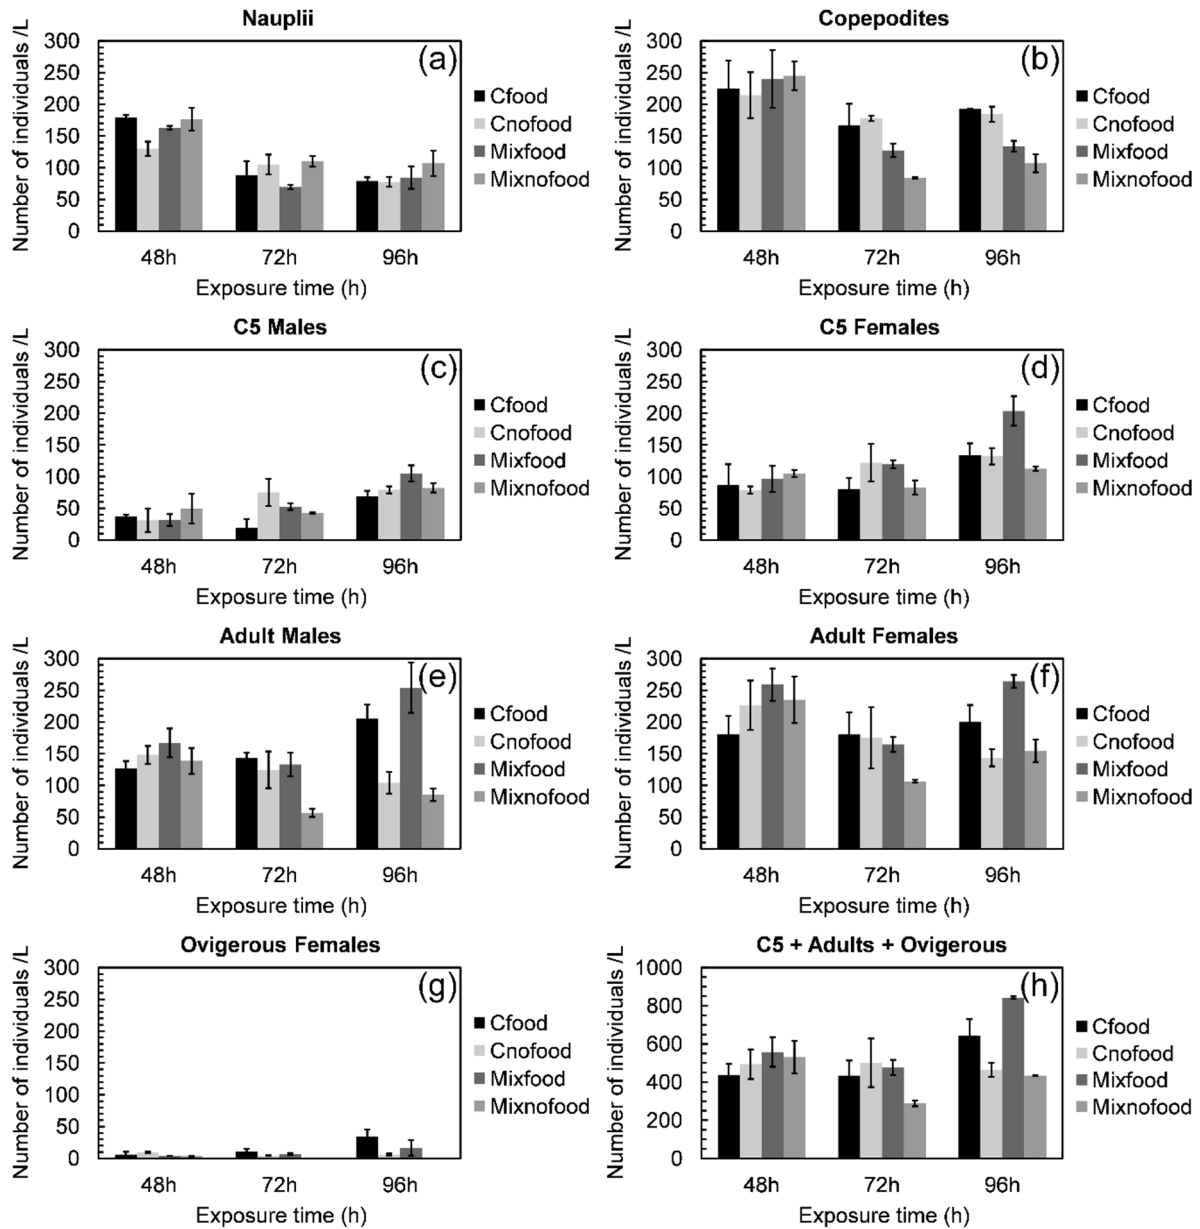 Nauplii
Number of individuals /L
300
250
200
150
100
50
0
(a)
Cfood
Cnofood
Mixfood
Mixnofood
48h 72h 96h
Exposure time (h)
Copepodites
Number of individuals /L
300
250
200
150
100
50
0
(b)
Cfood
Cnofood
Mixfood
Mixnofood
48h 72h 96h
Exposure time (h)
C5 Males
Number of individuals /L
300
250
200
150
100
50
0
(c)
Cfood
Cnofood
Mixfood
Mixnofood
48h 72h 96h
Exposure time (h)
C5 Females
Number of individuals /L
300
250
200
150
100
50
0
(d)
Cfood
Cnofood
Mixfood
Mixnofood
48h 72h 96h
Exposure time (h)
Adult Males
Number of individuals /L
300
250
200
150
100
50
0
(e)
Cfood
Cnofood
Mixfood
Mixnofood
48h 72h 96h
Exposure time (h)
Adult Females
Number of individuals /L
300
250
200
150
100
50
0
(f)
Cfood
Cnofood
Mixfood
Mixnofood
48h 72h 96h
Exposure time (h)
Ovigerous Females
Number of individuals /L
300
250
200
150
100
50
0
(g)
Cfood
Cnofood
Mixfood
Mixnofood
48h 72h 96h
Exposure time (h)
C5 + Adults + Ovigerous
Number of individuals /L
1000
800
600
400
200
0
(h)
Cfood
Cnofood
Mixfood
Mixnofood
48h 72h 96h
Exposure time (h)